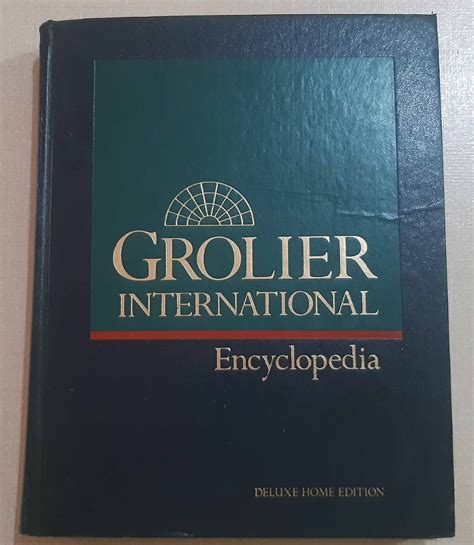 GROLIER
INTERNATIONAL
Encyclopedia
DELUXE HOME EDITION